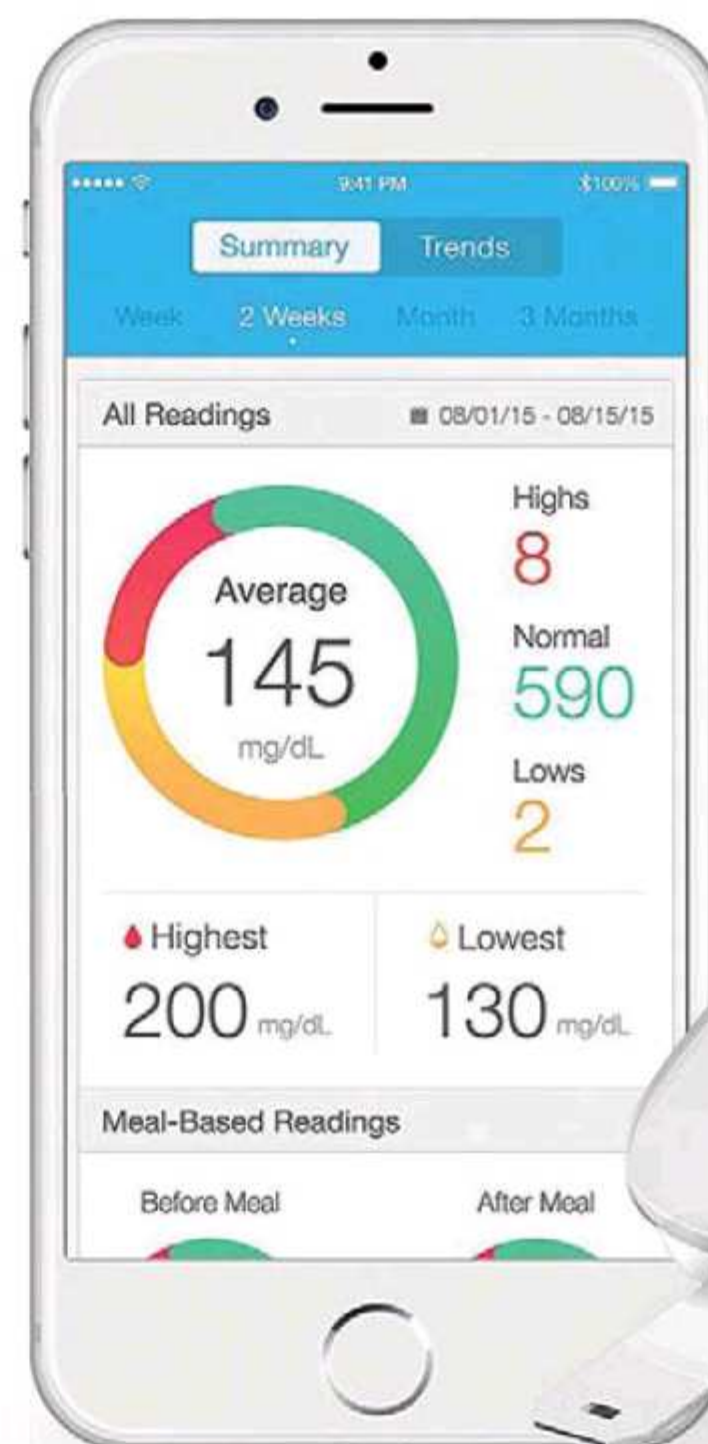 9:41 PM 100%
Summary Trends
Week 2 Weeks Month 3 Months
All Readings 08/01/15 - 08/15/15
Average
145
mg/dL
Highs
8
Normal
590
Lows
2
Highest Lowest
200 mg/dL 130 mg/dL
Meal-Based Readings
Before Meal After Meal